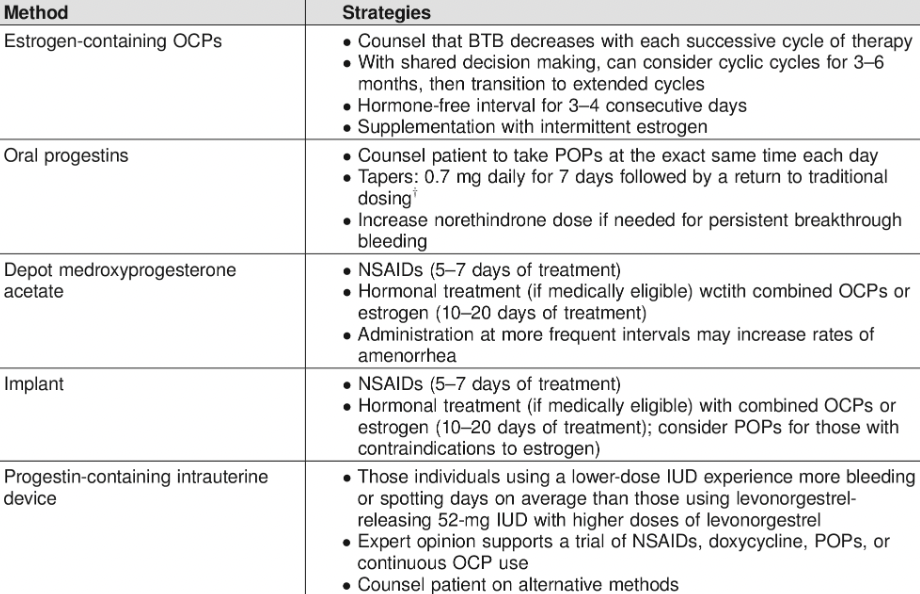 Method Strategies
Estrogen-containing OCPs
• Counsel that BTB decreases with each successive cycle of therapy
• With shared decision making, can consider cyclic cycles for 3–6
months, then transition to extended cycles
• Hormone-free interval for 3–4 consecutive days
• Supplementation with intermittent estrogen
Oral progestins
• Counsel patient to take POPs at the exact same time each day
• Tapers: 0.7 mg daily for 7 days followed by a return to traditional
dosing†
• Increase norethindrone dose if needed for persistent breakthrough
bleeding
Depot medroxyprogesterone
acetate
• NSAIDs (5–7 days of treatment)
• Hormonal treatment (if medically eligible) wctith combined OCPs or
estrogen (10–20 days of treatment)
• Administration at more frequent intervals may increase rates of
amenorrhea
Implant
• NSAIDs (5–7 days of treatment)
• Hormonal treatment (if medically eligible) with combined OCPs or
estrogen (10–20 days of treatment); consider POPs for those with
contraindications to estrogen)
Progestin-containing intrauterine
device
• Those individuals using a lower-dose IUD experience more bleeding
or spotting days on average than those using levonorgestrel-
releasing 52-mg IUD with higher doses of levonorgestrel
• Expert opinion supports a trial of NSAIDs, doxycycline, POPs, or
continuous OCP use
• Counsel patient on alternative methods